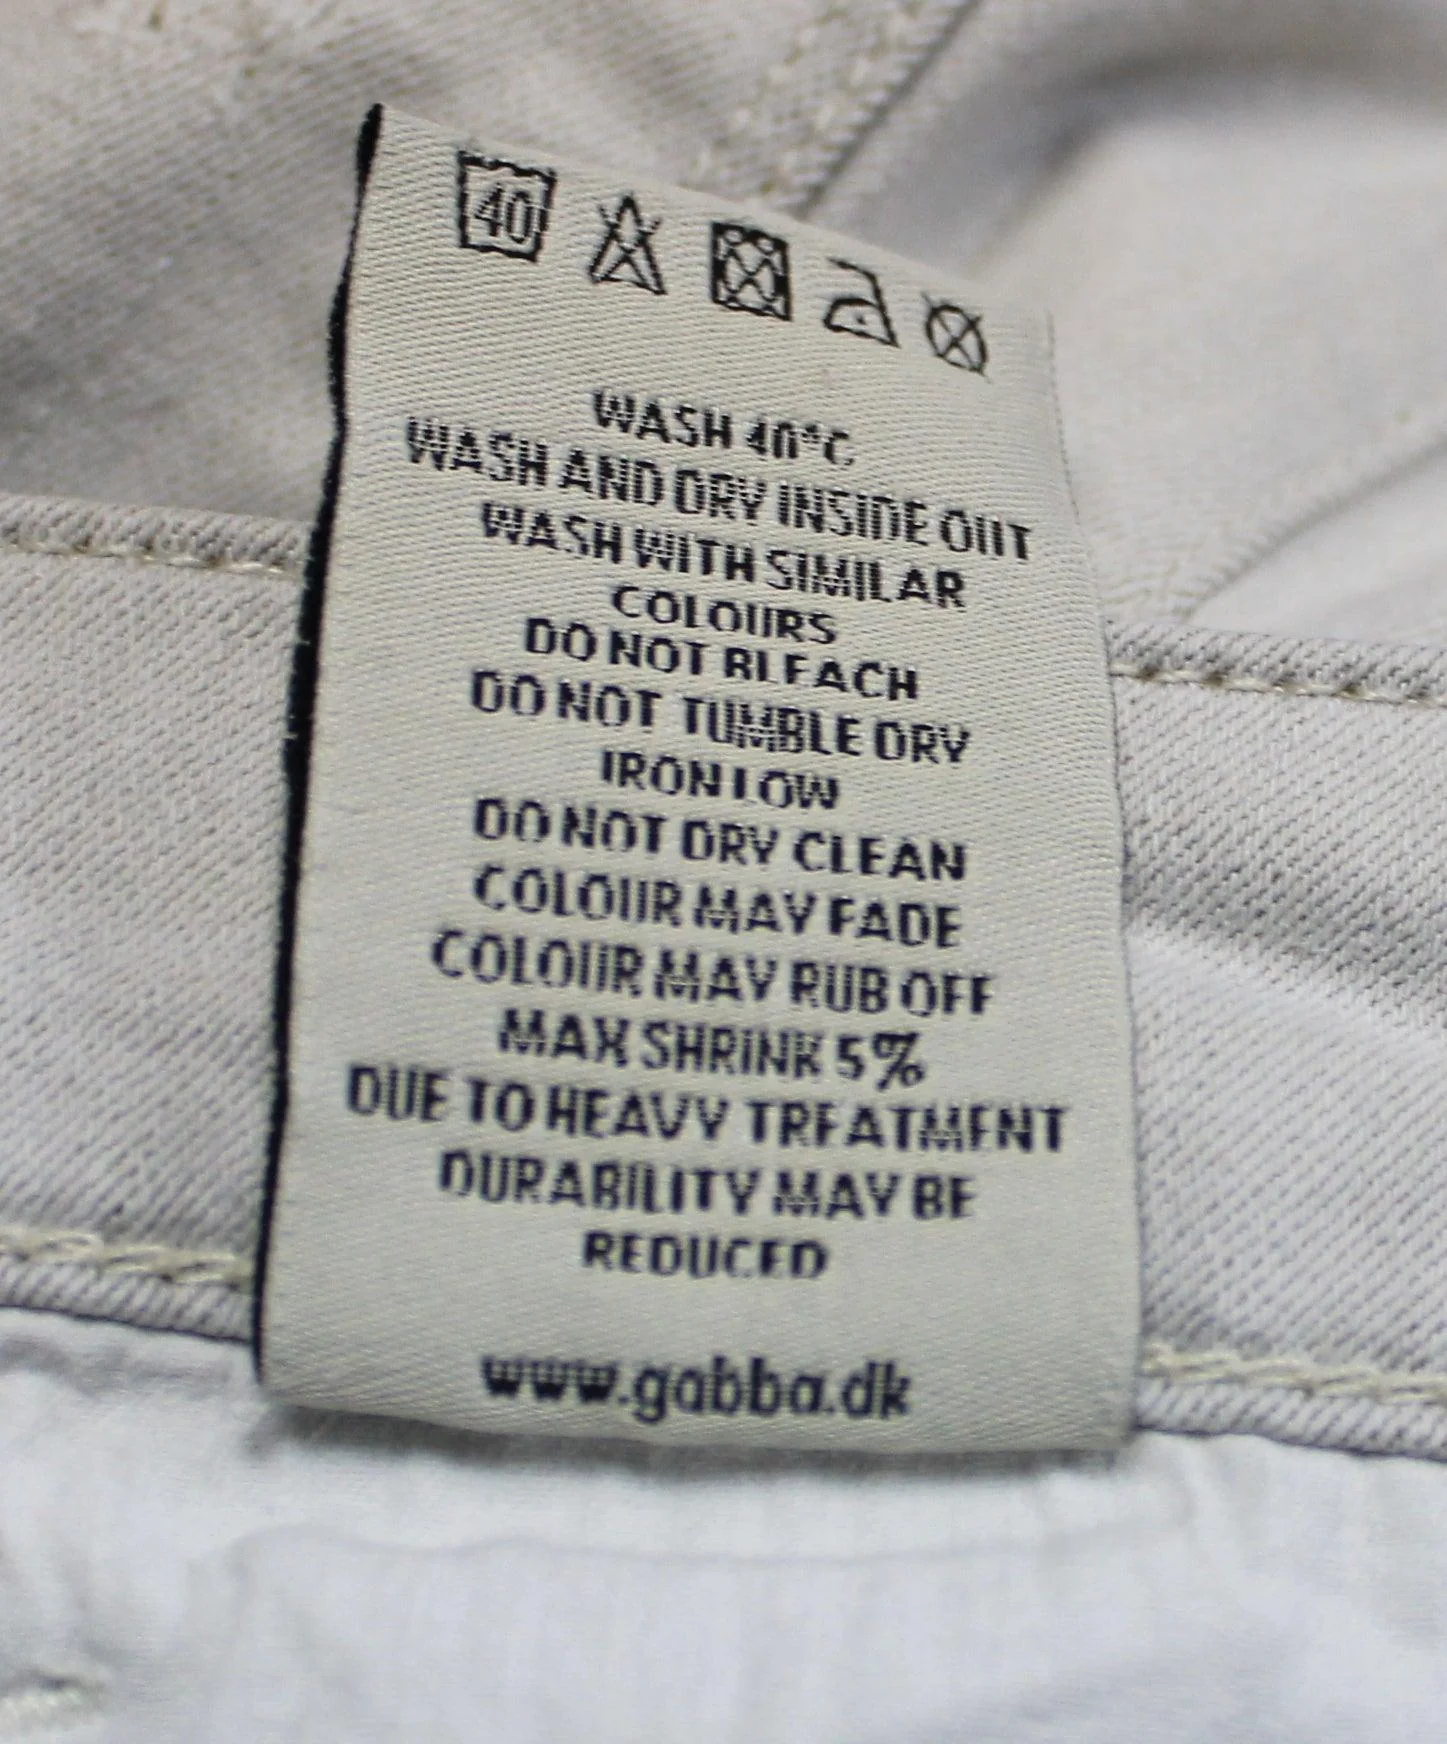 40
WASH 40°C
WASH AND DRY INSIDE OUT
WASH WITH SIMILAR
COLOURS
DO NOT BLEACH
DO NOT TUMBLE DRY
IRON LOW
DO NOT DRY CLEAN
COLOUR MAY FADE
COLOUR MAY RUB OFF
MAX SHRINK 5%
DUE TO HEAVY TREATMENT
DURABILITY MAY BE
REDUCED
www.gabba.dk